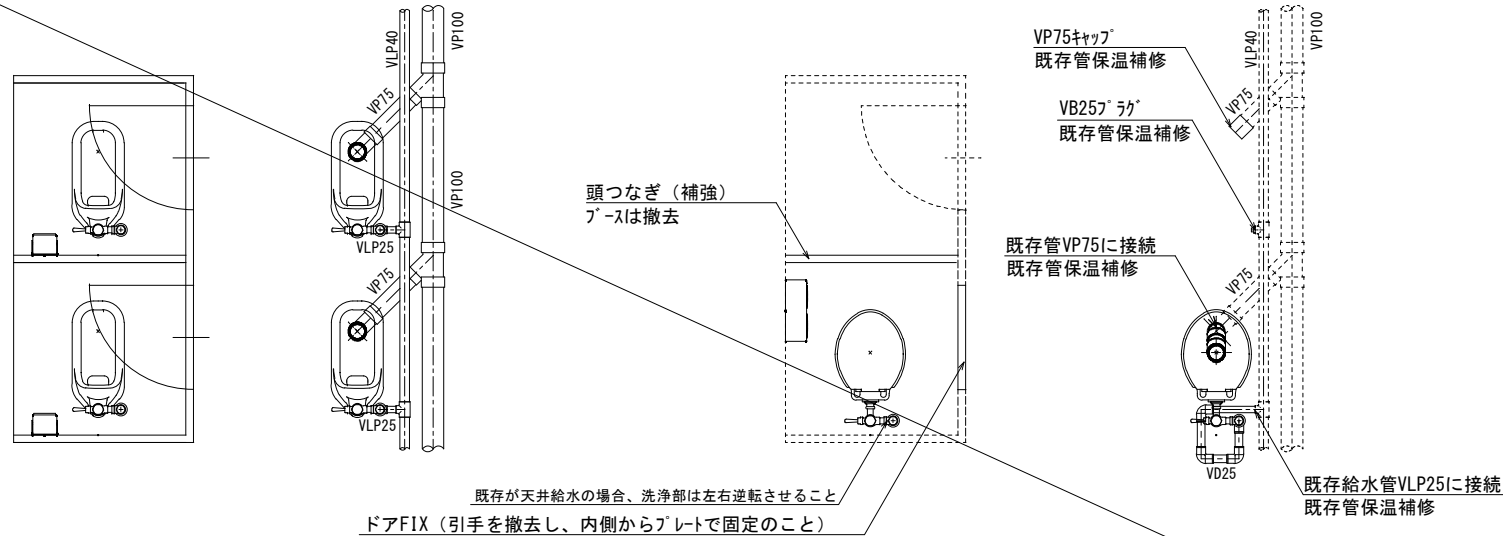 VLP40
VP100
VP75
VP100
VLP25
VP75
VLP25
頭つなぎ（補強）
ブースは撤去
既存が天井給水の場合、洗浄部は左右逆転させること
ドアFIX（引手を撤去し、内側からプレートで固定のこと）
VP75キャップ
既存管保温補修
VB25プラグ
既存管保温補修
既存管VP75に接続
既存管保温補修
VLP40
VP100
VP75
VP75
VD25
既存給水管VLP25に接続
既存管保温補修